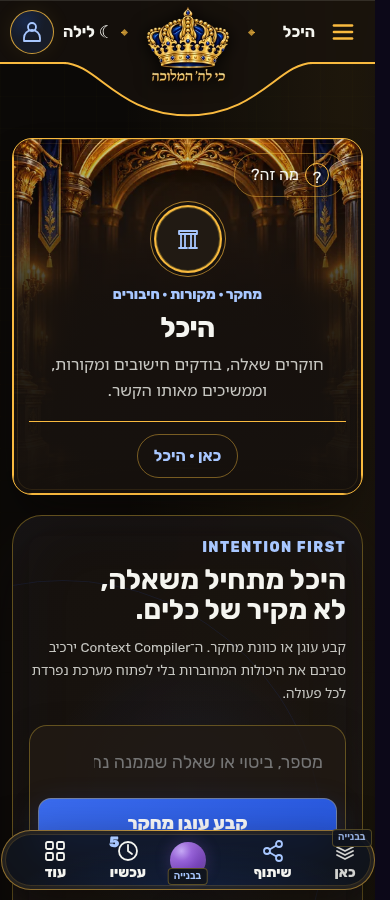 היכל
☾ לילה
כי לה' המלוכה
? מה זה?
מחקר • מקורות • חיבורים
היכל
חוקרים שאלה, בודקים חישובים ומקורות,
וממשיכים מאותו הקשר.
כאן • היכל
INTENTION FIRST
היכל מתחיל משאלה,
לא מקיר של כלים.
קבע עוגן או כוונת מחקר. ה־Context Compiler ירכיב
סביבם את היכולות המחוברות בלי לפתוח מערכת נפרדת
לכל פעולה.
מספר, ביטוי או שאלה שממנה
קבע עוגן מחקר
בבנייה
כאן
שיתוף
בבנייה
5
עכשיו
עוד